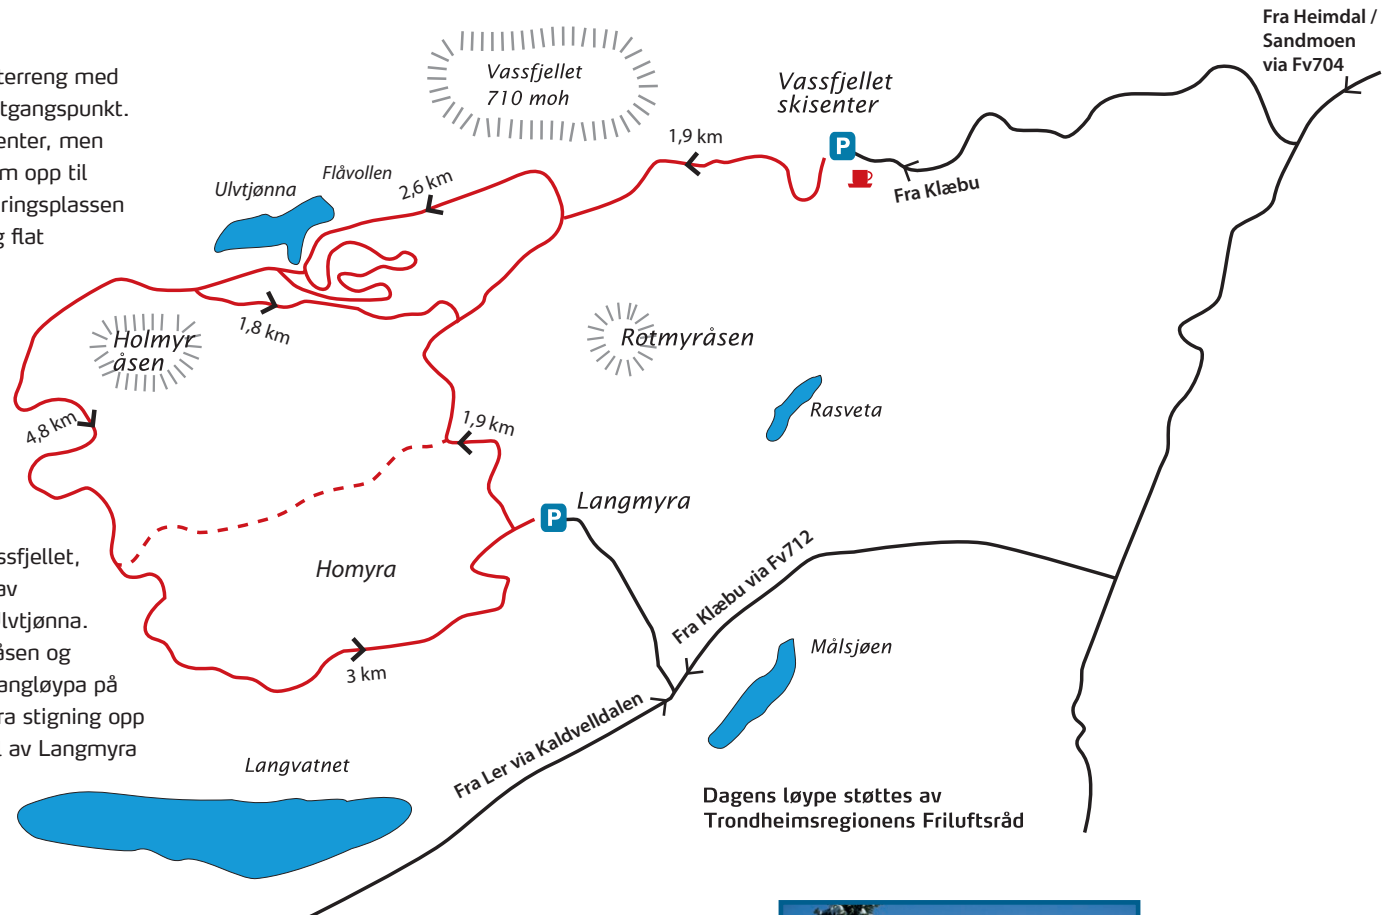 terreng med
tgangspunkt.
enter, men
m opp til
ringsplassen
g flat
ssfjellet,
av
Ulvtjønna.
åsen og
angløypa på
ra stigning opp
av Langmyra
Vassfjellet
710 moh
Vassfjellet
skisenter
Fra Heimdal /
Sandmoen
via Fv704
P
1,9 km
Fra Klæbu
Flåvollen
Ulvtjønna
2,6 km
1,8 km
Holmyr
åsen
Rotmyråsen
Rasveta
4,8 km
1,9 km
P
Langmyra
Homyra
Fra Klæbu via Fv712
Målsjøen
3 km
Fra Ler via Kaldvelldalen
Langvatnet
Dagens løype støttes av
Trondheimsregionens Friluftsråd